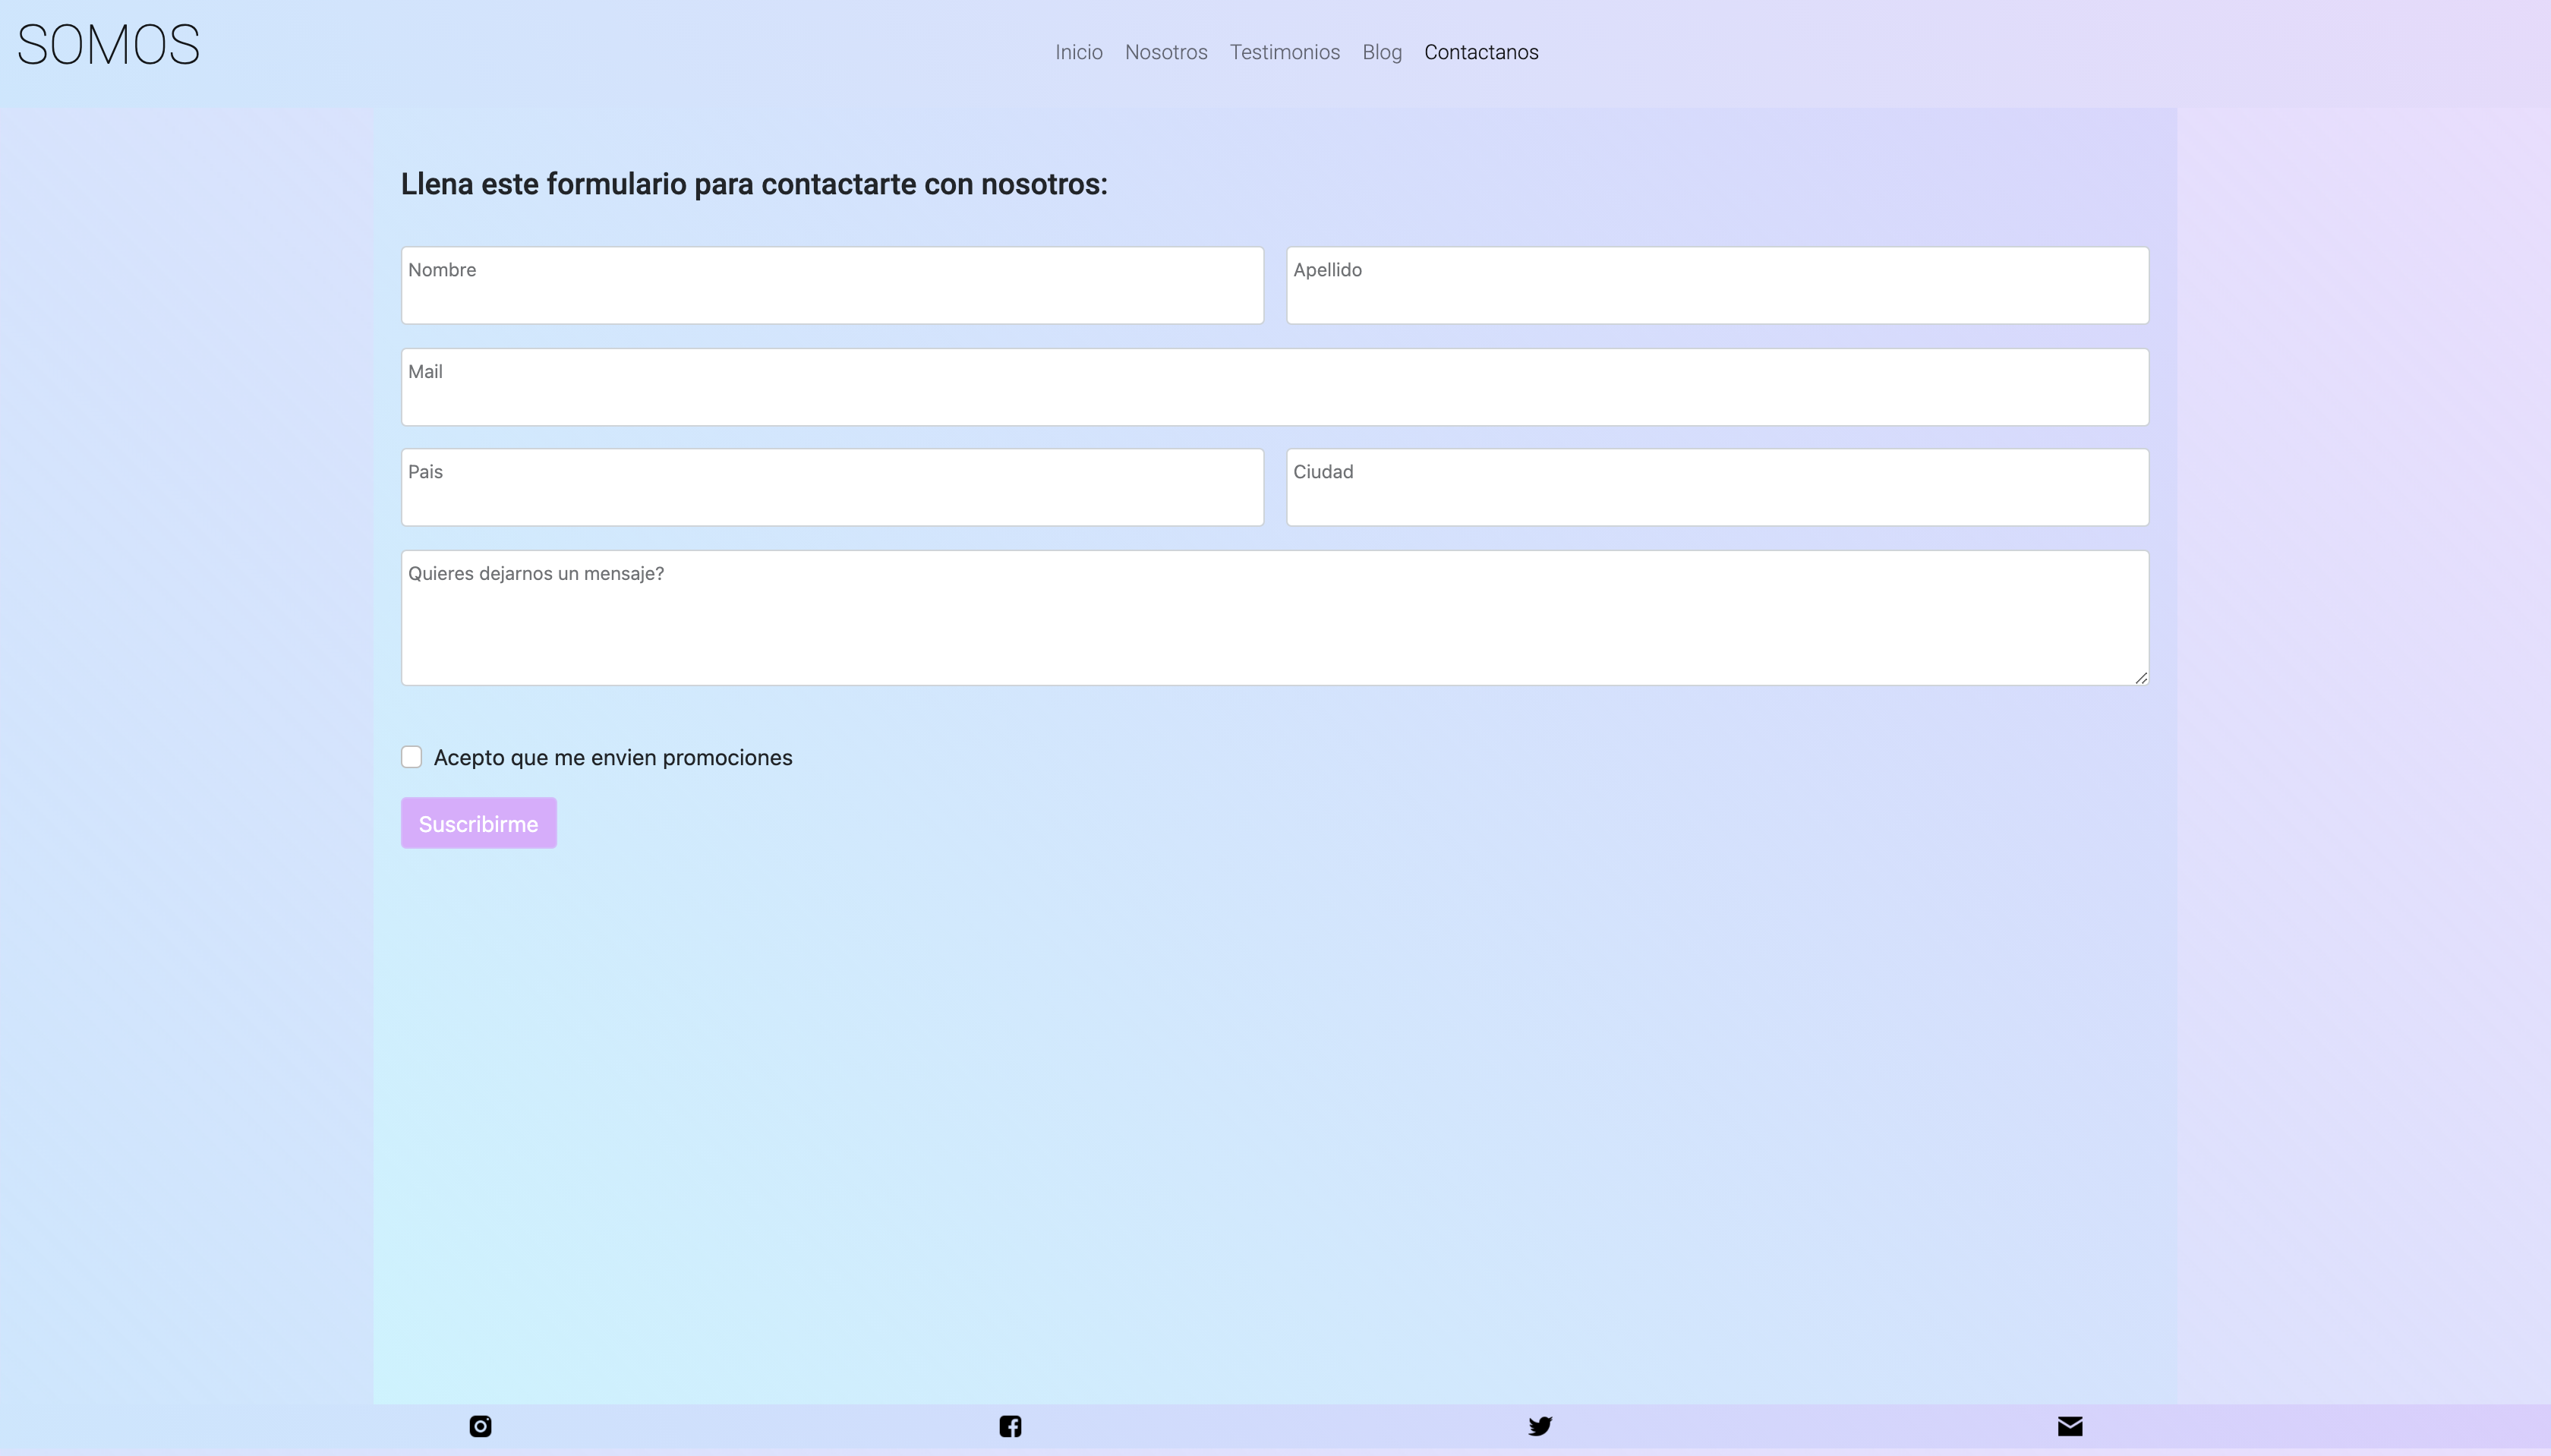 SOMOS
Inicio Nosotros Testimonios Blog Contactanos
Llena este formulario para contactarte con nosotros:
Nombre Apellido
Mail
Pais Ciudad
Quieres dejarnos un mensaje?
Acepto que me envien promociones
Suscribirme